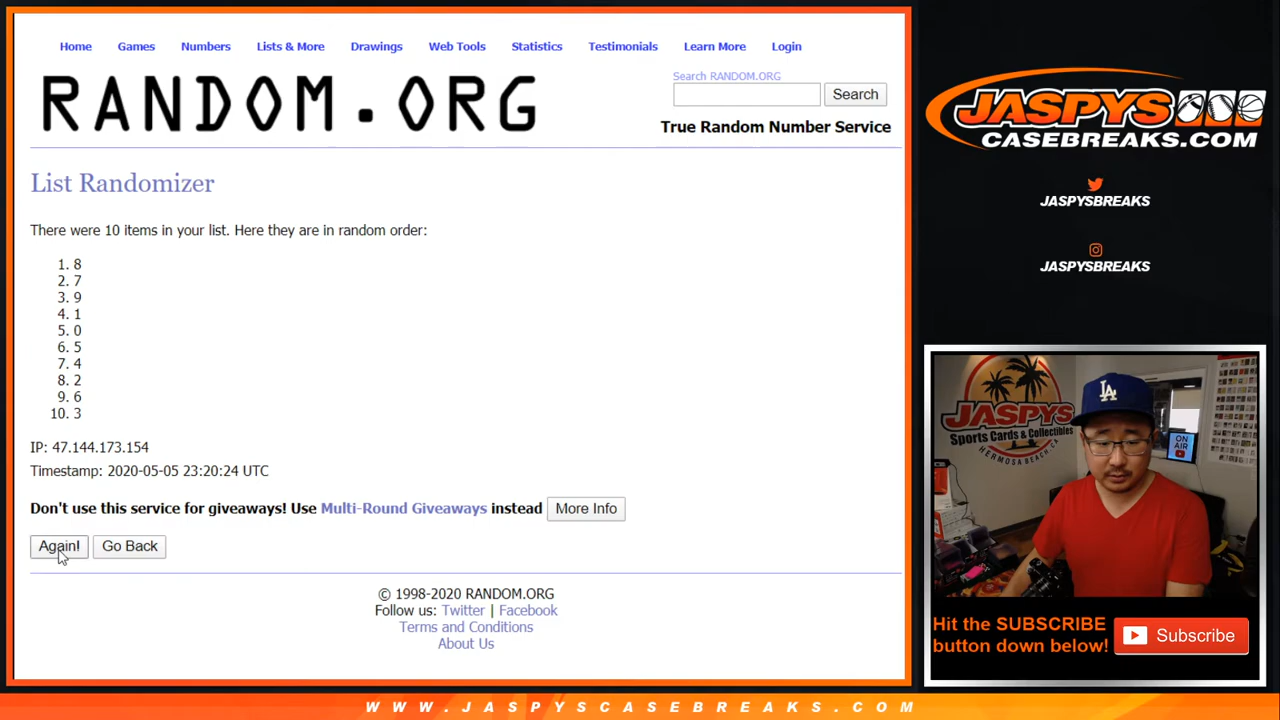 Home Games Numbers Lists & More Drawings Web Tools Statistics Testimonials Learn More Login
RANDOM.ORG
Search RANDOM.ORG
Search
True Random Number Service
List Randomizer
There were 10 items in your list. Here they are in random order:
1. 8
2. 7
3. 9
4. 1
5. 0
6. 5
7. 4
8. 2
9. 6
10. 3
IP: 47.144.173.154
Timestamp: 2020-05-05 23:20:24 UTC
Don't use this service for giveaways! Use Multi-Round Giveaways instead More Info
Again! Go Back
© 1998-2020 RANDOM.ORG
Follow us: Twitter | Facebook
Terms and Conditions
About Us
JASPYS
CASEBREAKS.COM
JASPYSBREAKS
JASPYSBREAKS
JASPYS
Sports Cards & Collectibles
HERMOSA BEACH, CA
LA
ON
AIR
Hit the SUBSCRIBE
button down below!
Subscribe
WWW.JASPYSCASEBREAKS.COM